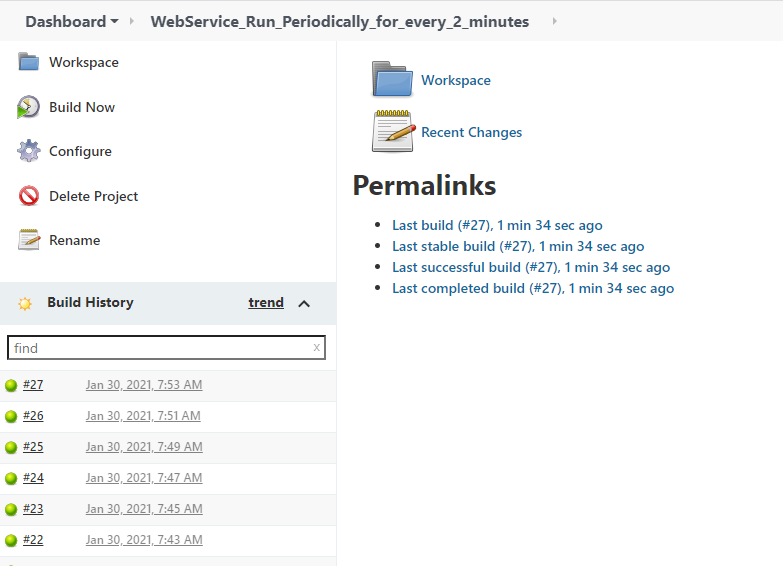 Dashboard WebService_Run_Periodically_for_every_2_minutes
Workspace
Build Now
Configure
Delete Project
Rename
Build History trend
find x
#27 Jan 30, 2021, 7:53 AM
#26 Jan 30, 2021, 7:51 AM
#25 Jan 30, 2021, 7:49 AM
#24 Jan 30, 2021, 7:47 AM
#23 Jan 30, 2021, 7:45 AM
#22 Jan 30, 2021, 7:43 AM
Workspace
Recent Changes
Permalinks
Last build (#27), 1 min 34 sec ago
Last stable build (#27), 1 min 34 sec ago
Last successful build (#27), 1 min 34 sec ago
Last completed build (#27), 1 min 34 sec ago